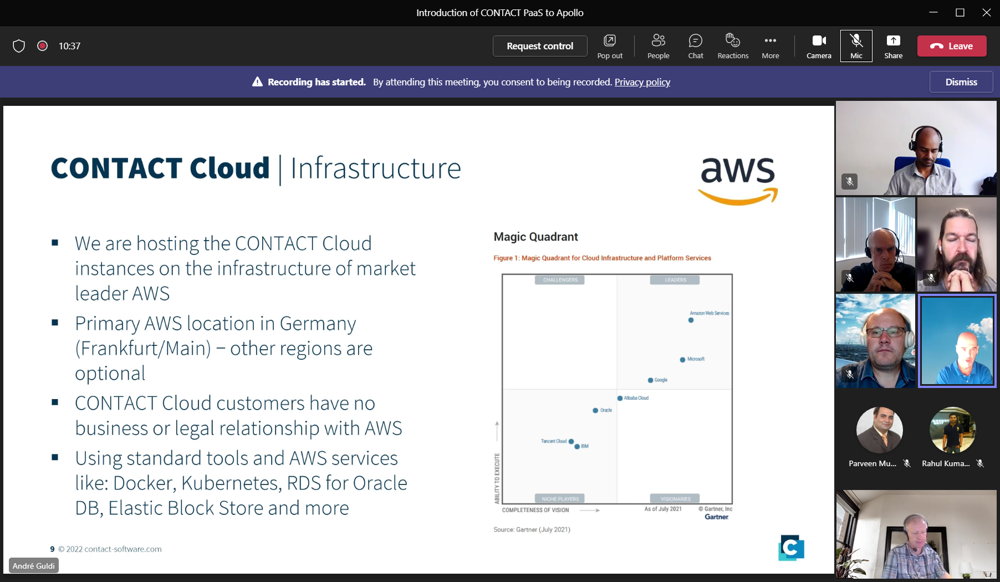 Introduction of CONTACT PaaS to Apollo
10:37
Request control
Pop out
People
Chat
Reactions
More
Camera
Mic
Share
Leave
Recording has started. By attending this meeting, you consent to being recorded. Privacy policy
Dismiss
CONTACT Cloud | Infrastructure
aws
We are hosting the CONTACT Cloud
instances on the infrastructure of market
leader AWS
Primary AWS location in Germany
(Frankfurt/Main) – other regions are
optional
CONTACT Cloud customers have no
business or legal relationship with AWS
Using standard tools and AWS services
like: Docker, Kubernetes, RDS for Oracle
DB, Elastic Block Store and more
Magic Quadrant
Figure 1: Magic Quadrant for Cloud Infrastructure and Platform Services
CHALLENGERS
LEADERS
Amazon Web Services
Microsoft
Google
Alibaba Cloud
Oracle
Tencent Cloud
IBM
ABILITY TO EXECUTE
NICHE PLAYERS
VISIONARIES
COMPLETENESS OF VISION
As of July 2021
© Gartner, Inc
Gartner
Source: Gartner (July 2021)
9 © 2022 contact-software.com
C
André Guldi
Parveen Mu...
Rahul Kuma...